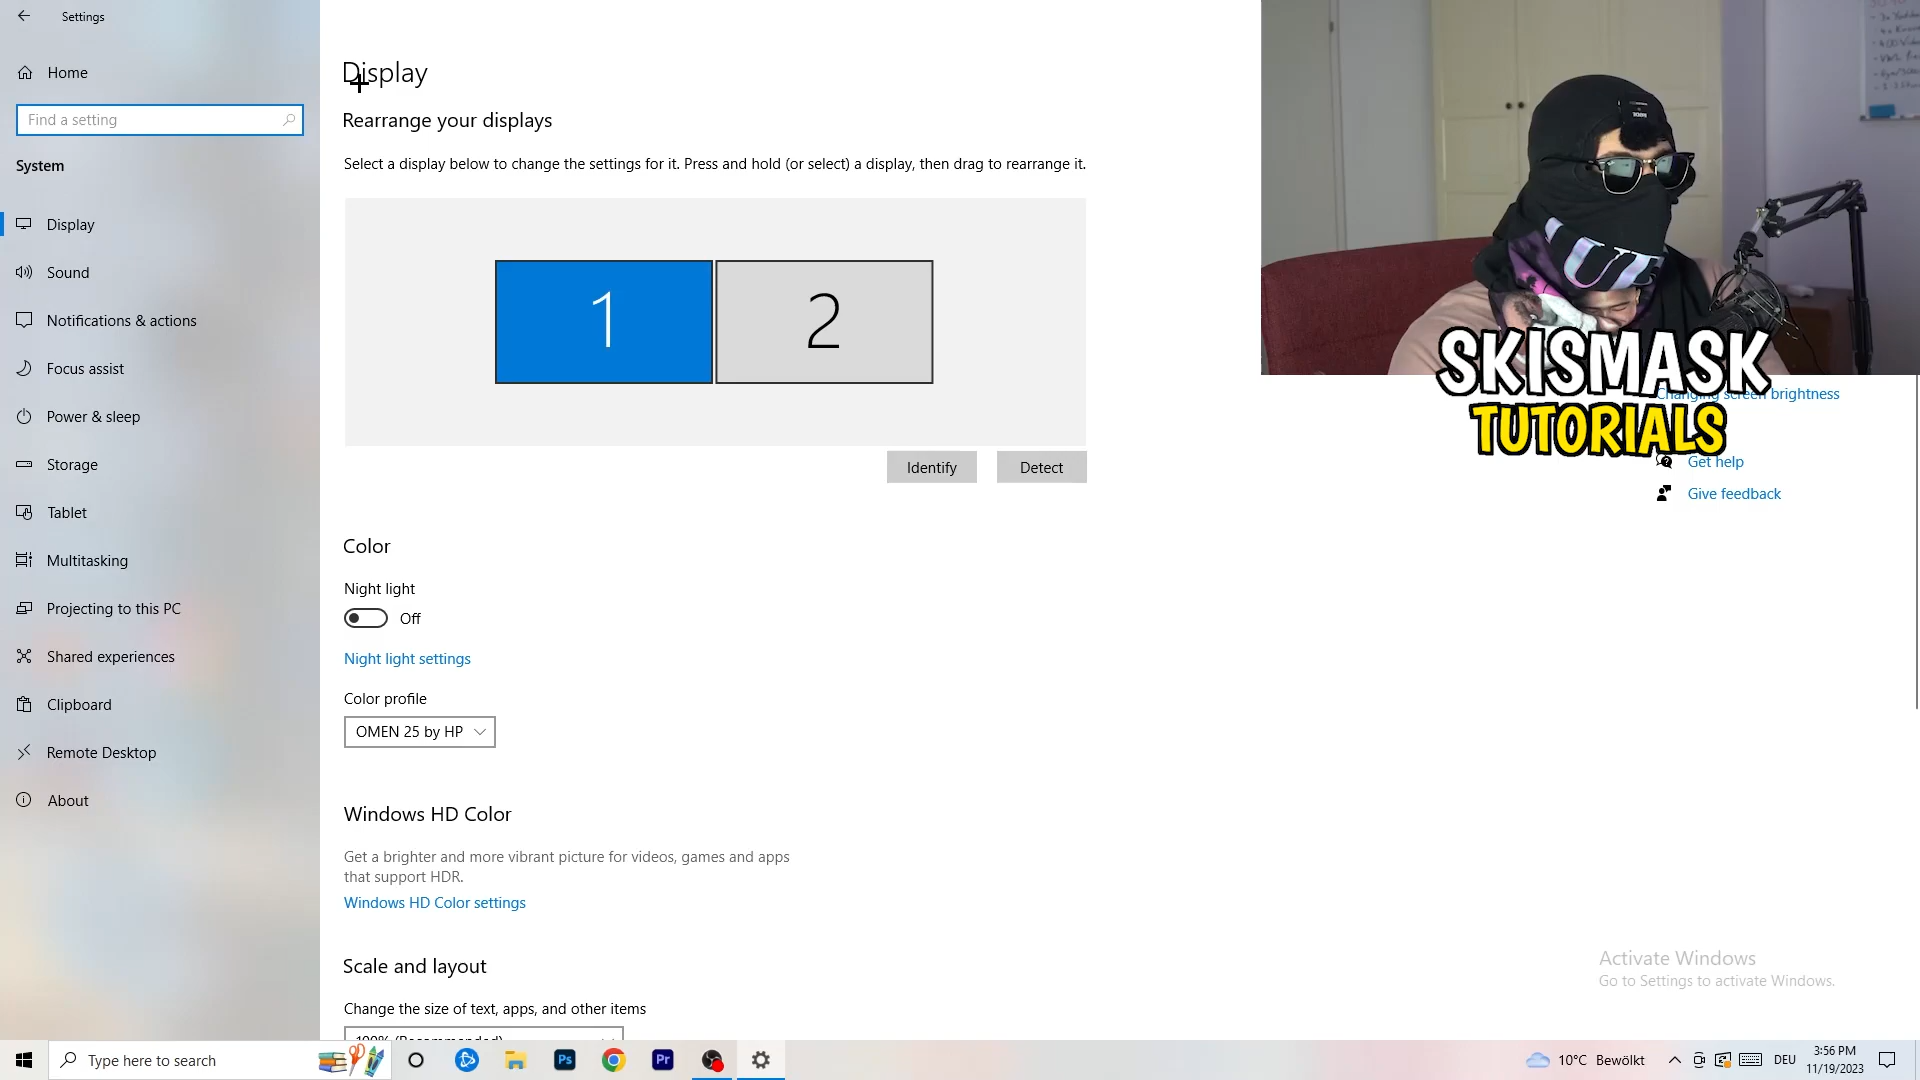 Settings
Home
Find a setting
System
Display
Sound
Notifications & actions
Focus assist
Power & sleep
Storage
Tablet
Multitasking
Projecting to this PC
Shared experiences
Clipboard
Remote Desktop
About
Display
Rearrange your displays
Select a display below to change the settings for it. Press and hold (or select) a display, then drag to rearrange it.
1
2
Identify
Detect
Color
Night light
Off
Night light settings
Color profile
OMEN 25 by HP
Windows HD Color
Get a brighter and more vibrant picture for videos, games and apps
that support HDR.
Windows HD Color settings
Scale and layout
Change the size of text, apps, and other items
100% (Recommended)
SKISMASK
TUTORIALS
Changing screen brightness
Get help
Give feedback
Activate Windows
Go to Settings to activate Windows.
Type here to search
Ps
Pr
10°C Bewölkt
DEU
3:56 PM
11/19/2023